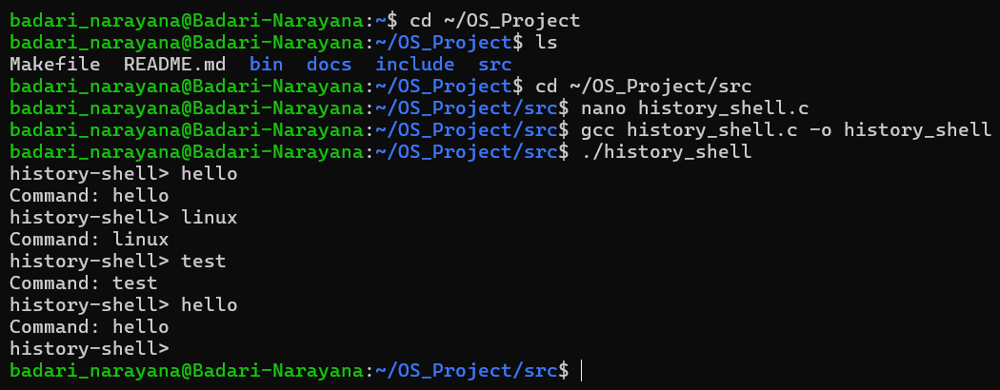 badari_narayana@Badari-Narayana:~$ cd ~/OS_Project
badari_narayana@Badari-Narayana:~/OS_Project$ ls
Makefile  README.md  bin  docs  include  src
badari_narayana@Badari-Narayana:~/OS_Project$ cd ~/OS_Project/src
badari_narayana@Badari-Narayana:~/OS_Project/src$ nano history_shell.c
badari_narayana@Badari-Narayana:~/OS_Project/src$ gcc history_shell.c -o history_shell
badari_narayana@Badari-Narayana:~/OS_Project/src$ ./history_shell
history-shell> hello
Command: hello
history-shell> linux
Command: linux
history-shell> test
Command: test
history-shell> hello
Command: hello
history-shell>
badari_narayana@Badari-Narayana:~/OS_Project/src$